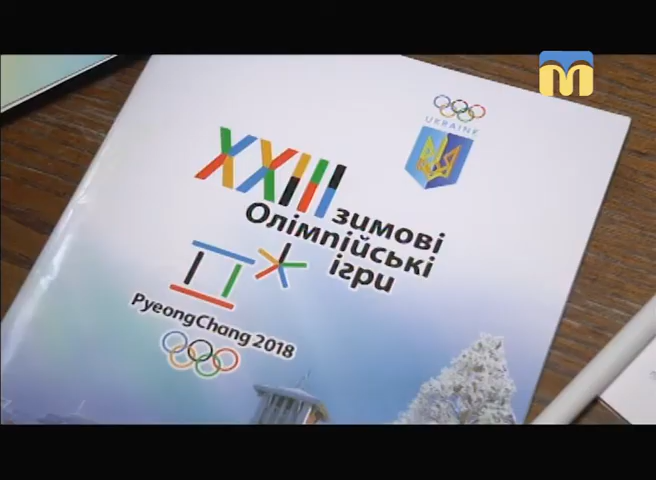 M
UKRAINE
XXIII зимові
Олімпійські
ігри
PyeongChang 2018